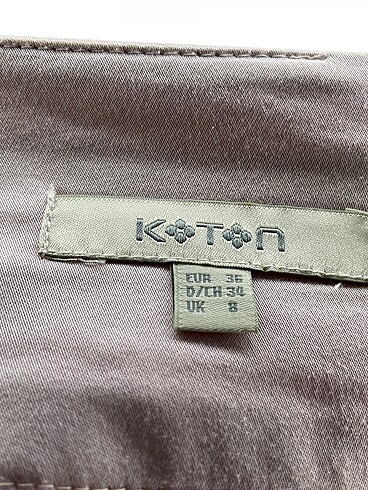 KOTON
EUR 36
D/CH 34
UK 8